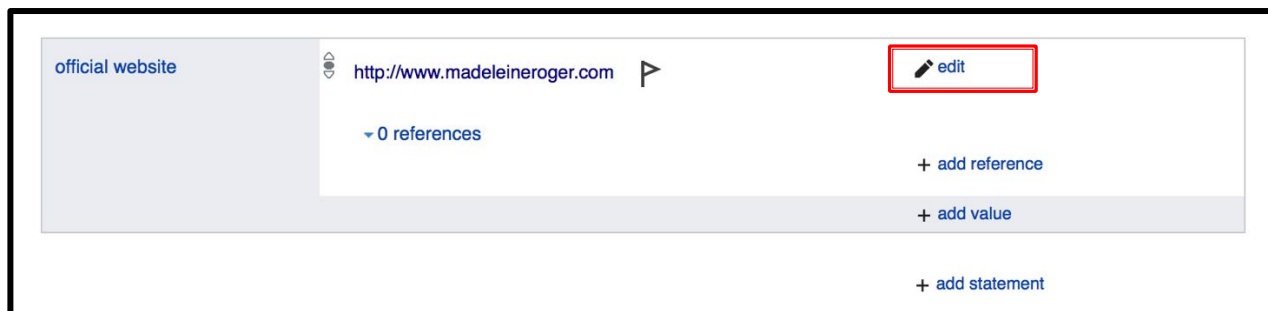 official website
http://www.madeleineroger.com
edit
0 references
+ add reference
+ add value
+ add statement